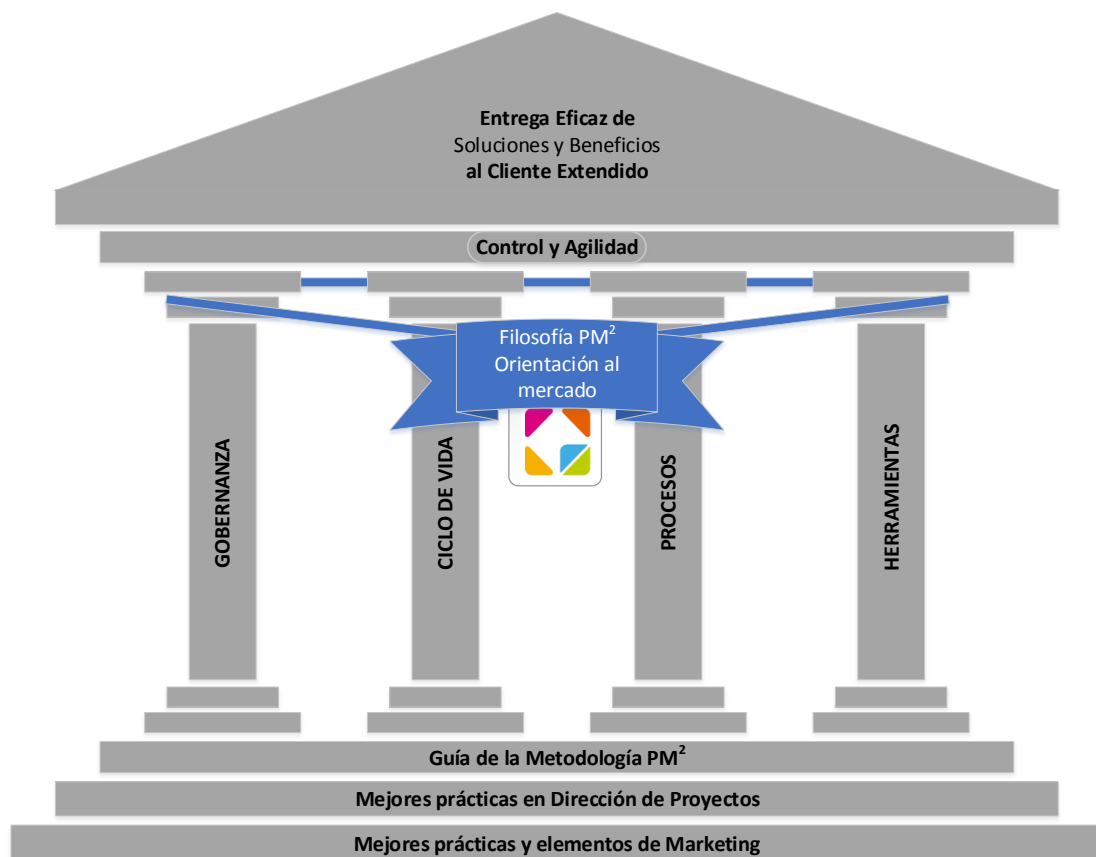 Entrega Eficaz de
Soluciones y Beneficios
al Cliente Extendido
Control y Agilidad
Filosofía PM²
Orientación al
mercado
GOBERNANZA
CICLO DE VIDA
PROCESOS
HERRAMIENTAS
Guía de la Metodología PM²
Mejores prácticas en Dirección de Proyectos
Mejores prácticas y elementos de Marketing